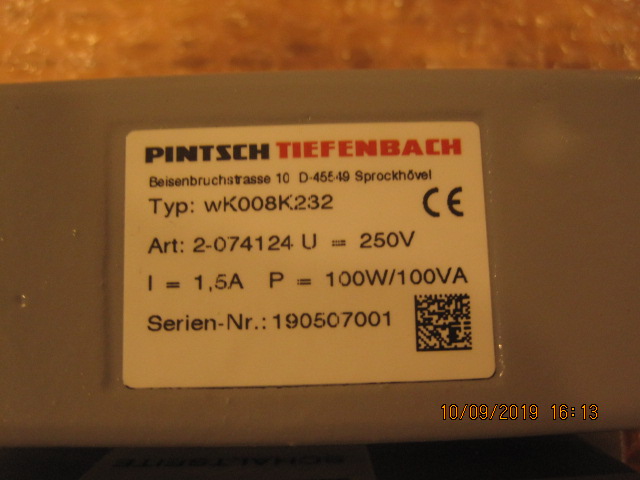 PINTSCH TIEFENBACH
Beisenbruchstrasse 10 D-45549 Sprockhövel
Typ: wK008K232
CE
Art: 2-074124 U = 250V
I = 1,5A P = 100W/100VA
Serien-Nr.: 190507001
10/09/2019 16:13
SCHALTSEITE